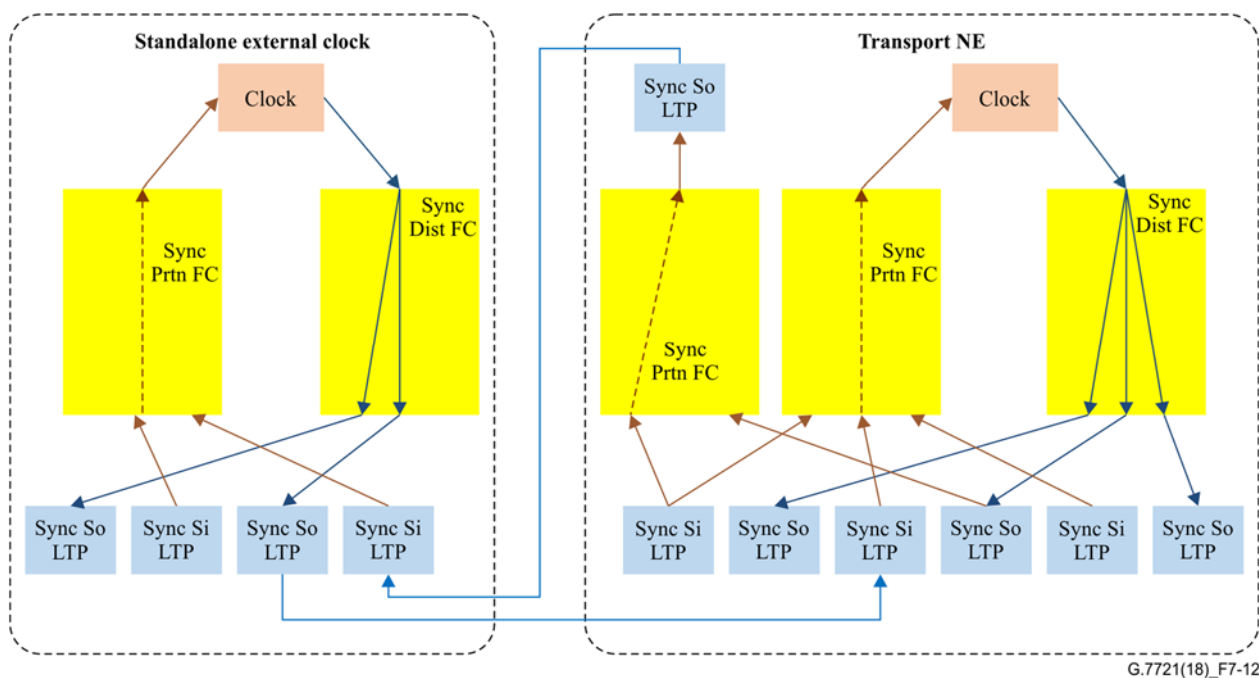 Standalone external clock
Clock
Sync
Dist FC
Sync
Prtn FC
Sync So
LTP
Sync Si
LTP
Sync So
LTP
Sync Si
LTP
Transport NE
Sync So
LTP
Clock
Sync
Dist FC
Sync
Prtn FC
Sync
Prtn FC
Sync Si
LTP
Sync So
LTP
Sync Si
LTP
Sync So
LTP
Sync Si
LTP
Sync So
LTP
G.7721(18)_F7-12